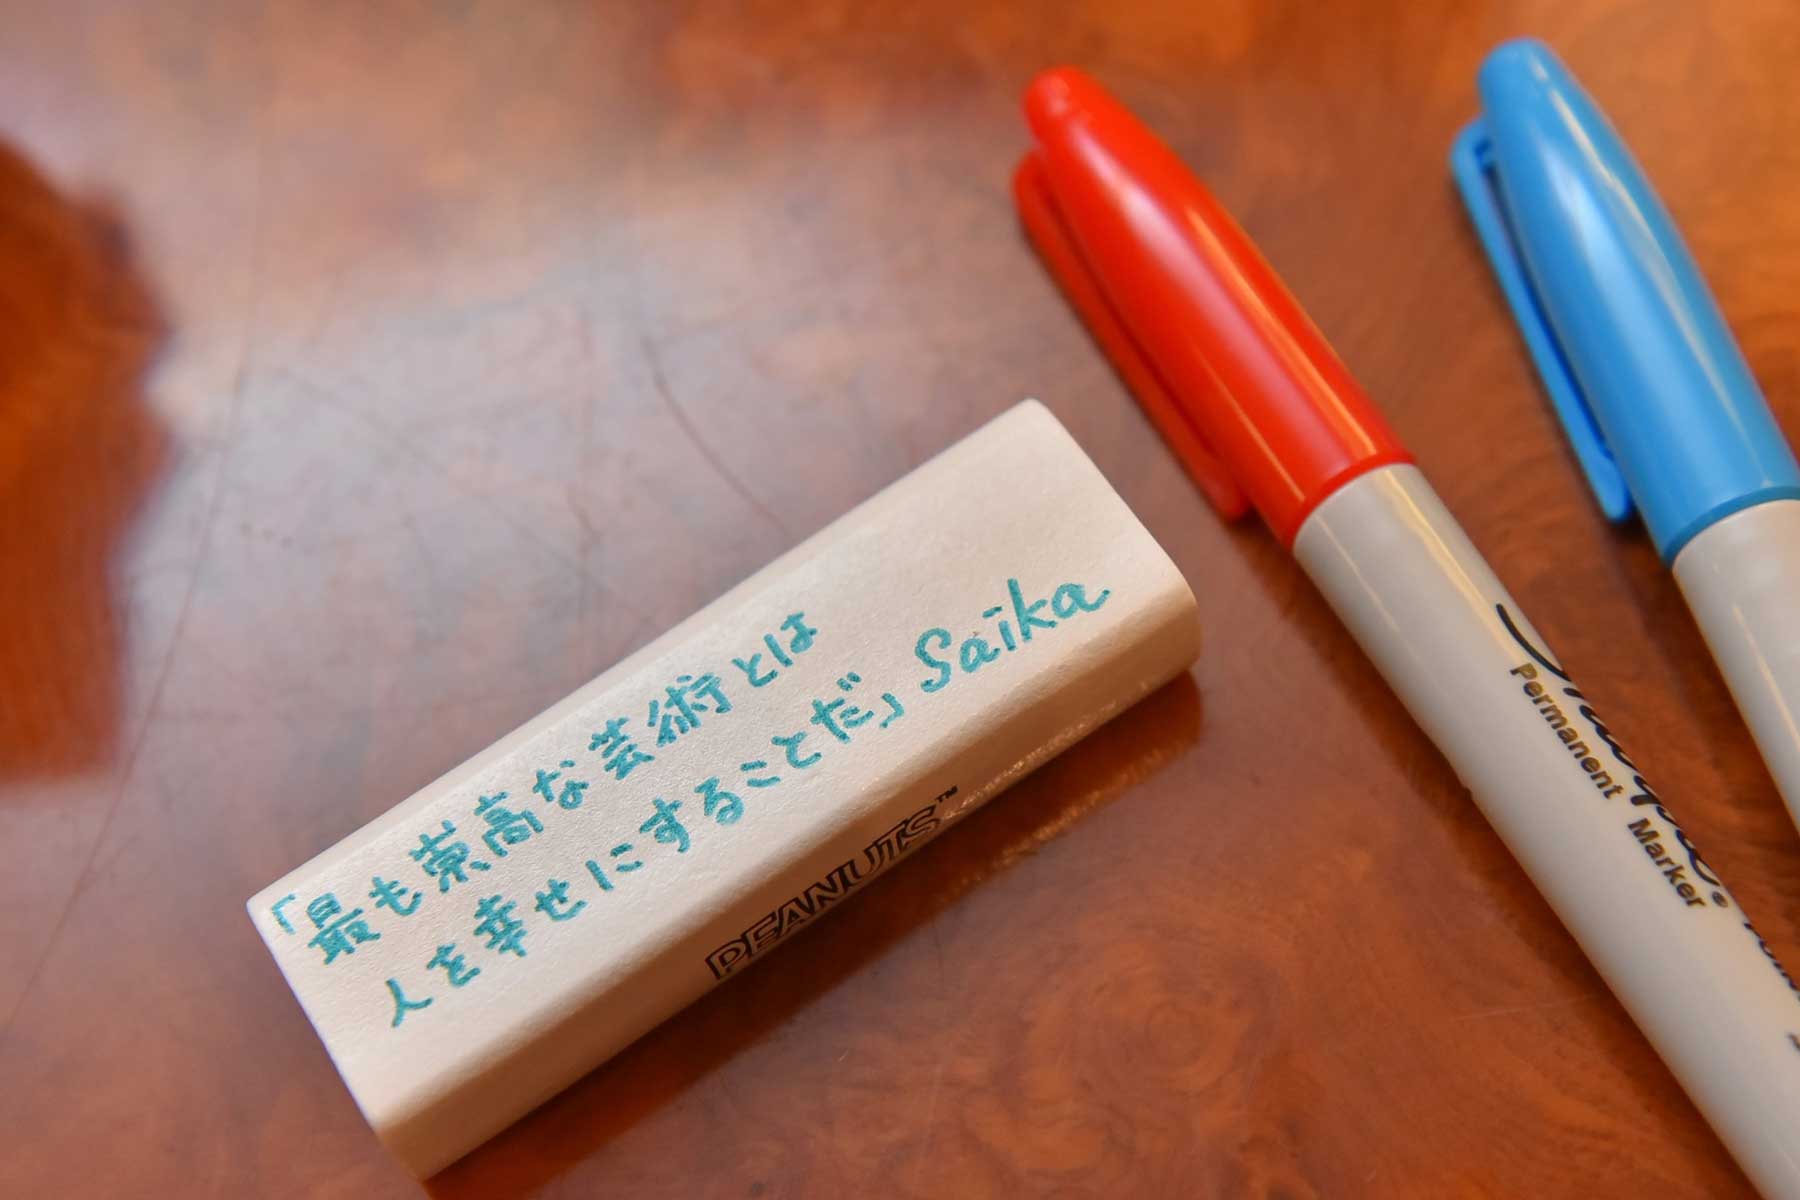 「最も崇高な芸術とは
人を幸せにすることだ」Saika
PEANUTS™
Sharpie®
Permanent Marker